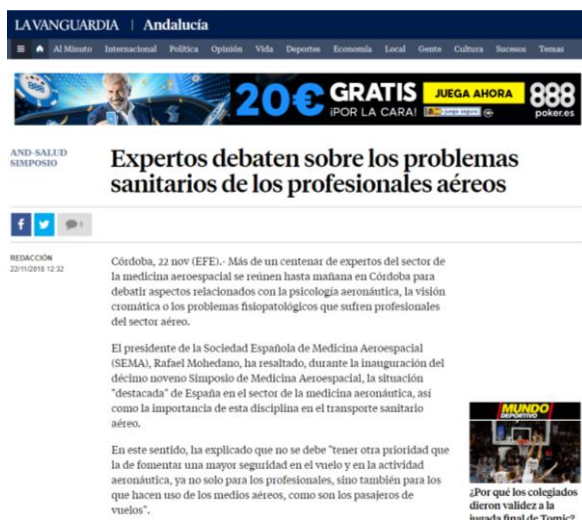 LA VANGUARDIA | Andalucía
Al Minuto Internacional Política Opinión Vida Deportes Economía Local Gente Cultura Sucesos Temas
888
20€ GRATIS
¡POR LA CARA!
JUEGA AHORA
888
poker.es
AND-SALUD
SIMPOSIO
Expertos debaten sobre los problemas
sanitarios de los profesionales aéreos
REDACCIÓN
22/11/2018 12:32
Córdoba, 22 nov (EFE).- Más de un centenar de expertos del sector de
la medicina aeroespacial se reúnen hasta mañana en Córdoba para
debatir aspectos relacionados con la psicología aeronáutica, la visión
cromática o los problemas fisiopatológicos que sufren profesionales
del sector aéreo.
El presidente de la Sociedad Española de Medicina Aeroespacial
(SEMA), Rafael Mohedano, ha resaltado, durante la inauguración del
décimo noveno Simposio de Medicina Aeroespacial, la situación
"destacada" de España en el sector de la medicina aeronáutica, así
como la importancia de esta disciplina en el transporte sanitario
aéreo.
En este sentido, ha explicado que no se debe "tener otra prioridad que
la de fomentar una mayor seguridad en el vuelo y en la actividad
aeronáutica, ya no solo para los profesionales, sino también para los
que hacen uso de los medios aéreos, como son los pasajeros de
vuelos".
MUNDO
DEPORTIVO
¿Por qué los colegiados
dieron validez a la
jugada final de Tomic?